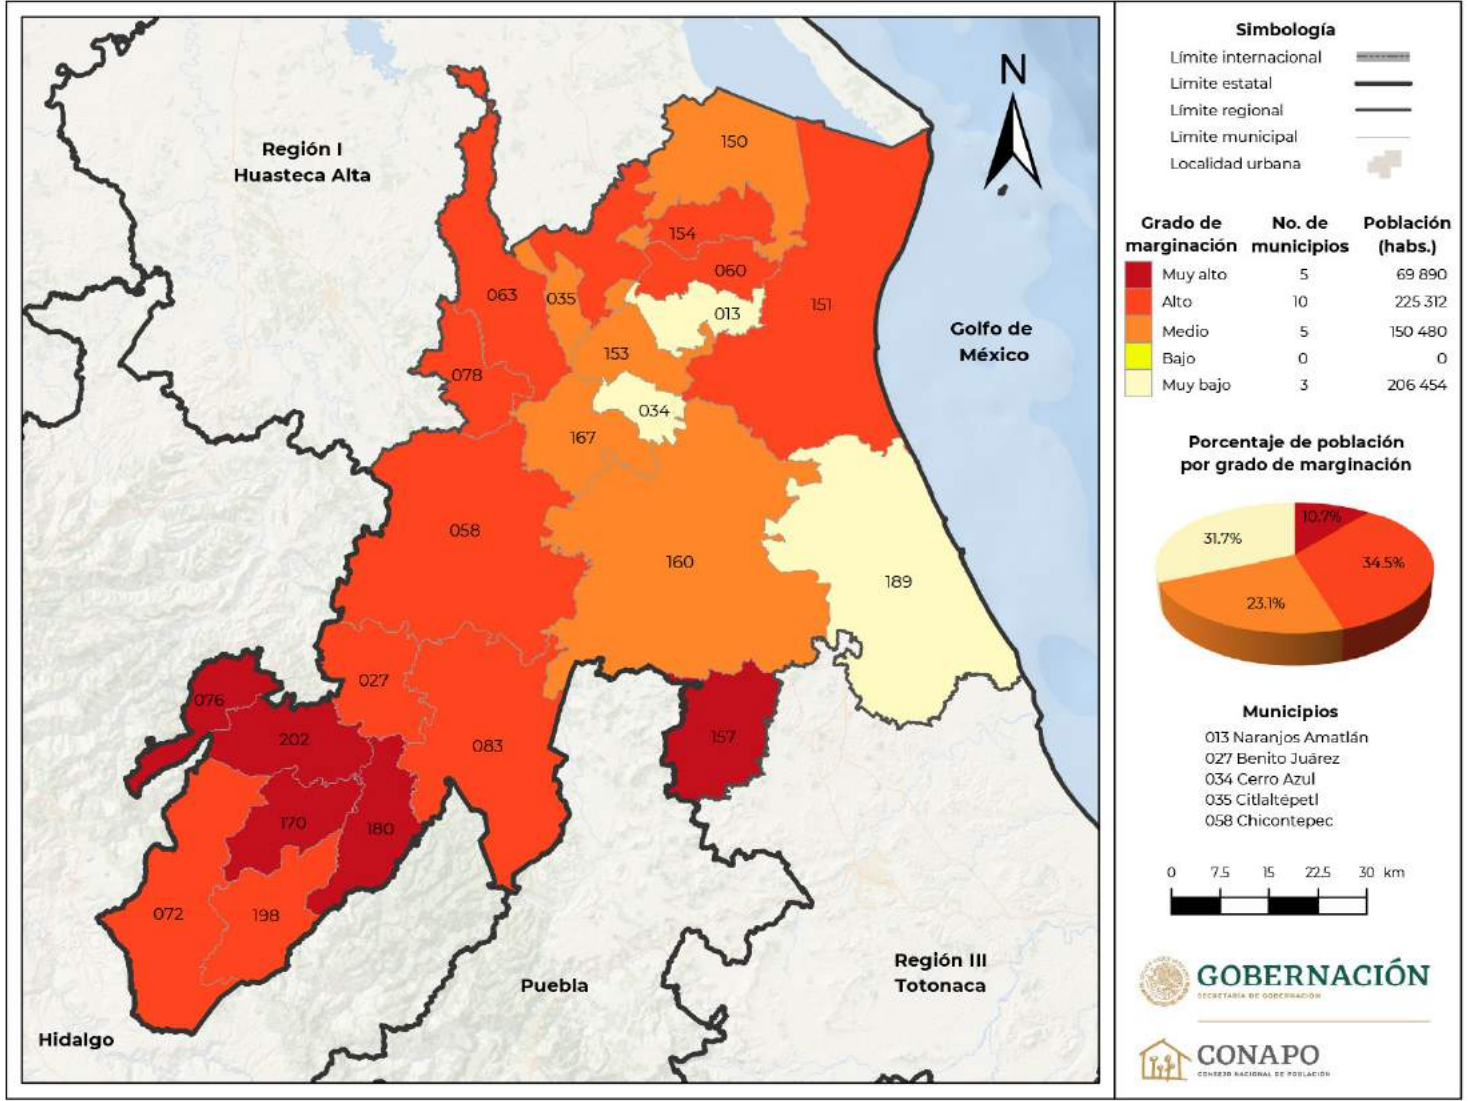 Región I
Huasteca Alta
N
150
154
060
063
035
013
151
Golfo de
México
153
078
034
167
058
160
189
027
076
202
083
157
170
180
072
198
Región III
Totonaca
Puebla
Hidalgo
Simbología
Límite internacional
Límite estatal
Límite regional
Límite municipal
Localidad urbana
Grado de marginación No. de municipios Población (habs.)
Muy alto 5 69 890
Alto 10 225 312
Medio 5 150 480
Bajo 0 0
Muy bajo 3 206 454
Porcentaje de población
por grado de marginación
10.7%
31.7%
34.5%
23.1%
Municipios
013 Naranjos Amatlán
027 Benito Juárez
034 Cerro Azul
035 Citlaltépetl
058 Chicontepec
0 7.5 15 22.5 30 km
GOBERNACIÓN
SECRETARÍA DE GOBERNACIÓN
CONAPO
CONSEJO NACIONAL DE POBLACIÓN